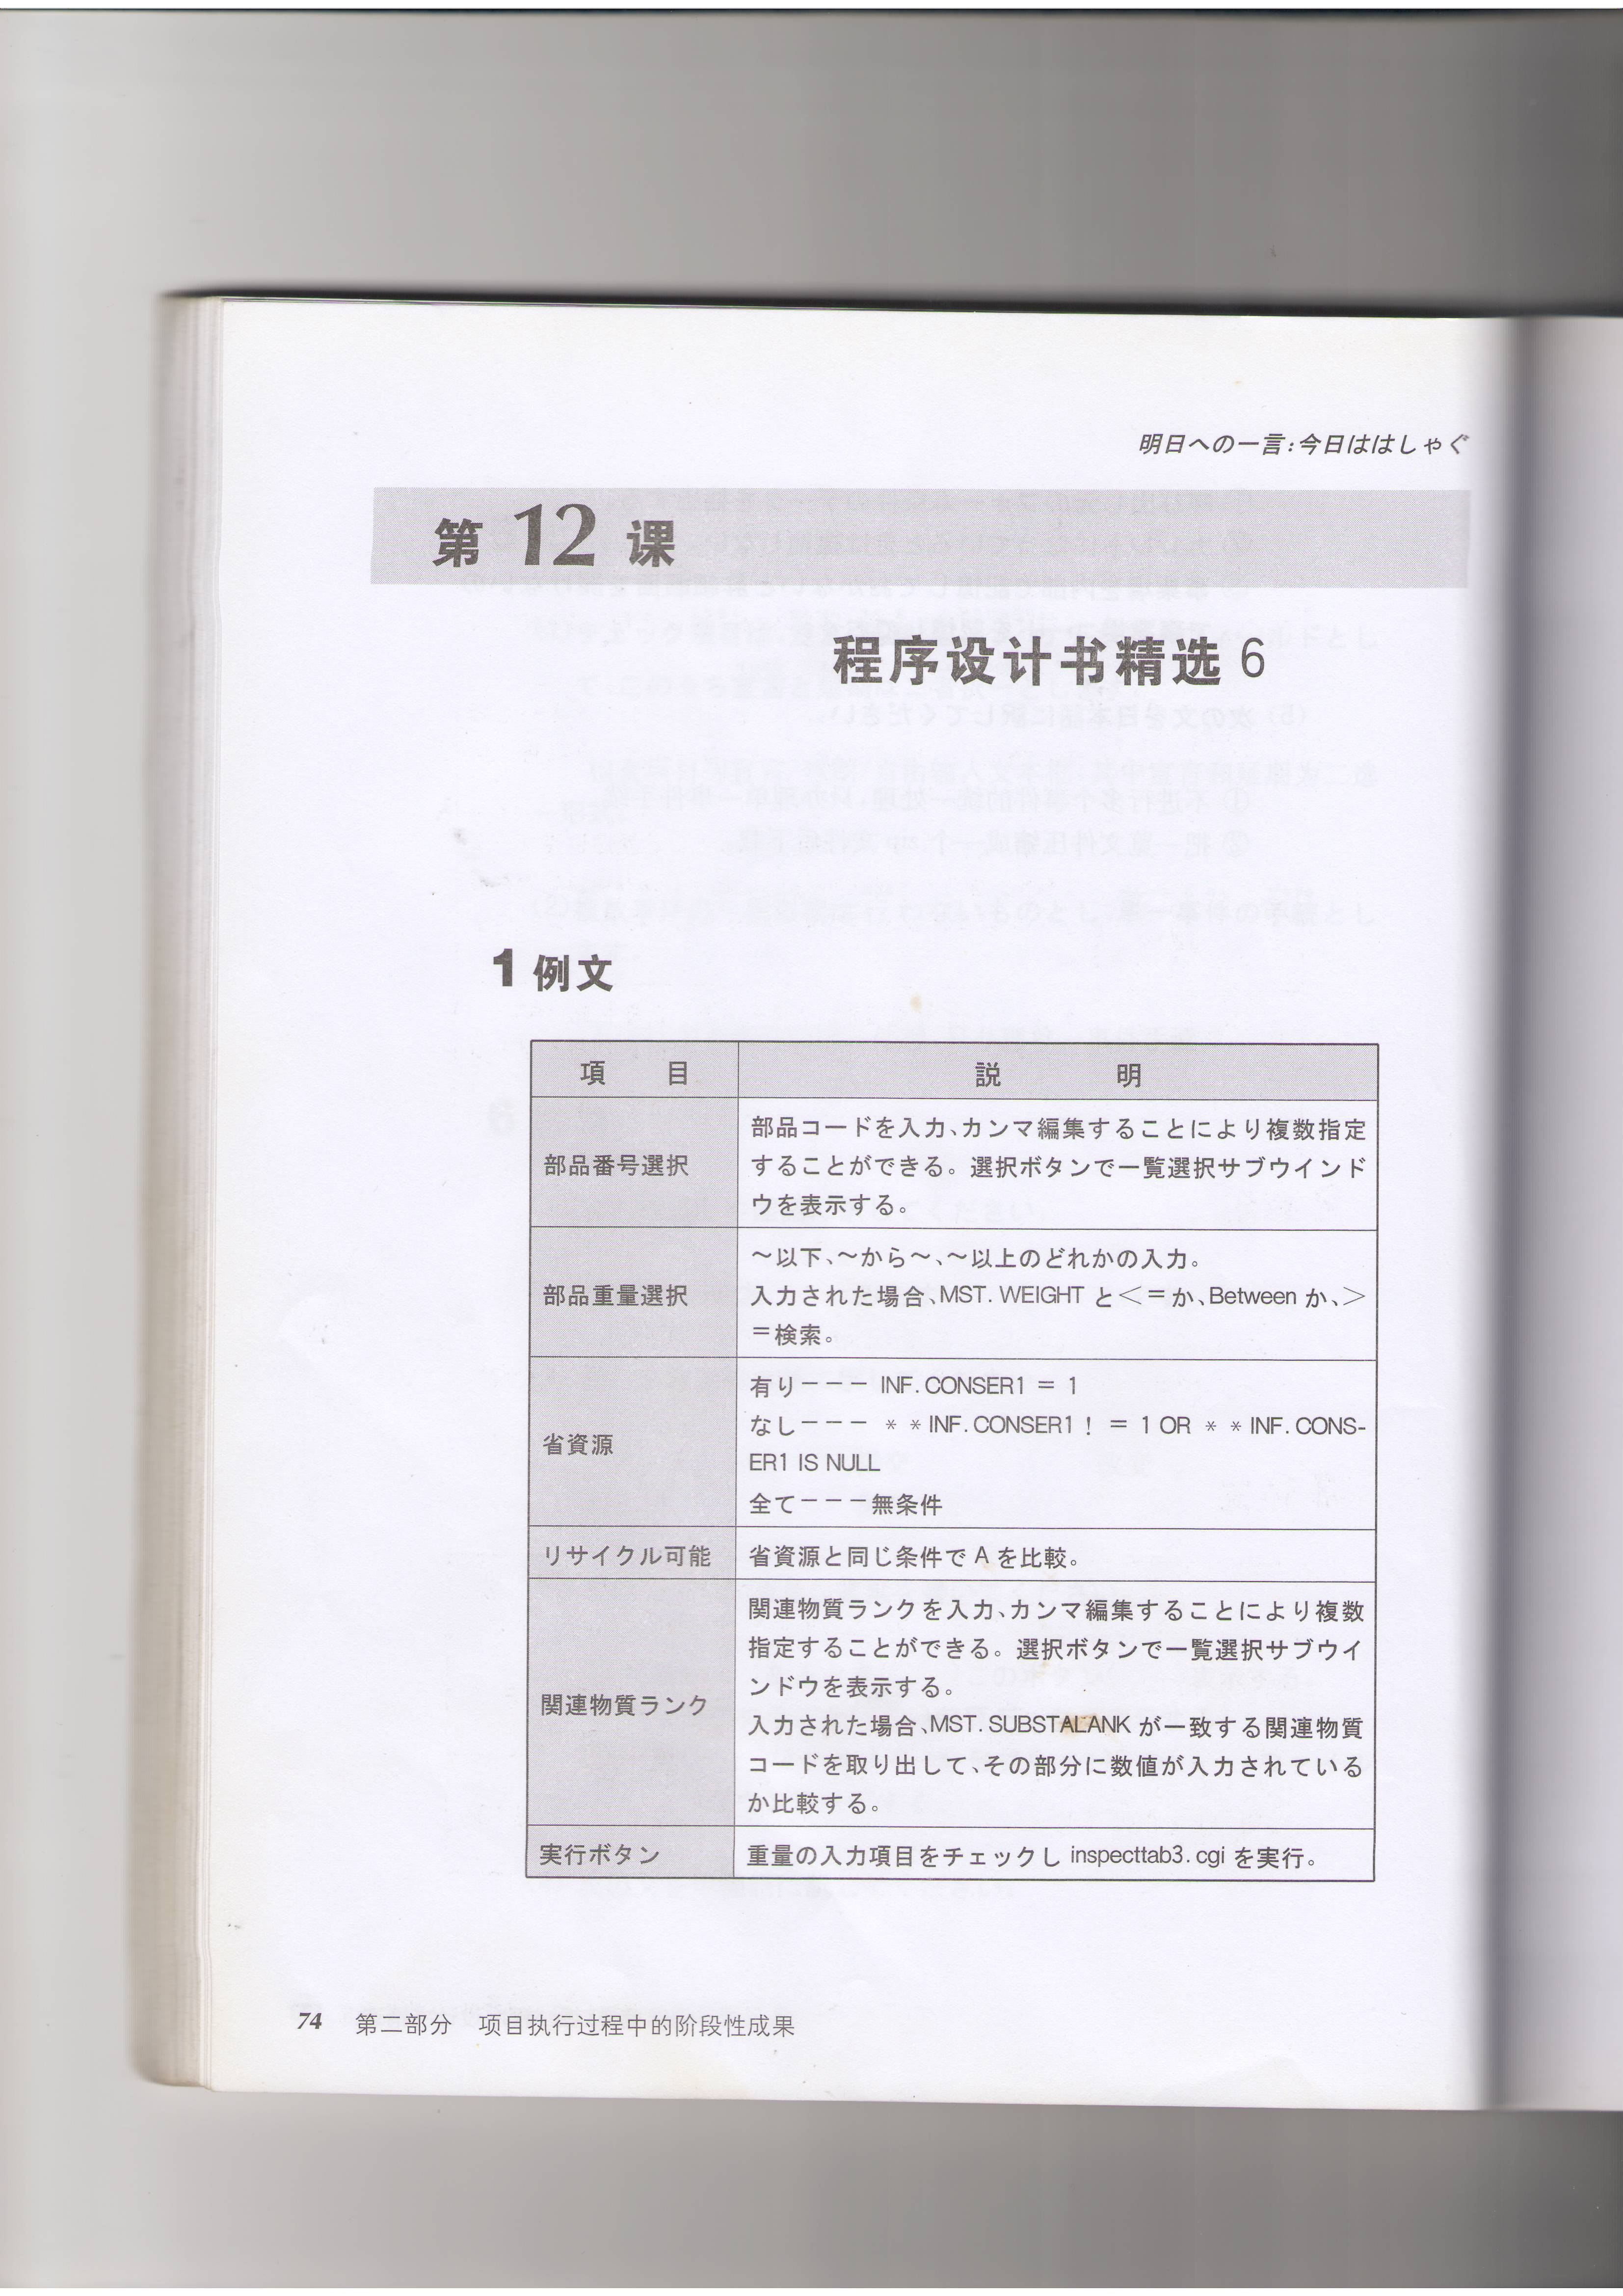 明日への一言:今日ははしゃぐ
第 12 课
程序设计书精选 6
1 例文
項 目 説 明
部品番号選択
部品コードを入力、カンマ編集することにより複数指定
することができる。選択ボタンで一覧選択サブウインド
ウを表示する。
部品重量選択
～以下、～から～、～以上のどれかの入力。
入力された場合、MST. WEIGHT と＜＝か、Between か、＞
＝検索。
省資源
有りーーー INF. CONSER1 = 1
なしーーー ＊＊INF. CONSER1 ! = 1 OR ＊＊INF. CONS-
ER1 IS NULL
全てーーー無条件
リサイクル可能 省資源と同じ条件で A を比較。
関連物質ランク
関連物質ランクを入力、カンマ編集することにより複数
指定することができる。選択ボタンで一覧選択サブウイ
ンドウを表示する。
入力された場合、MST. SUBSTALANK が一致する関連物質
コードを取り出して、その部分に数値が入力されている
か比較する。
実行ボタン 重量の入力項目をチェックし inspecttab3. cgi を実行。
74 第二部分 项目执行过程中的阶段性成果